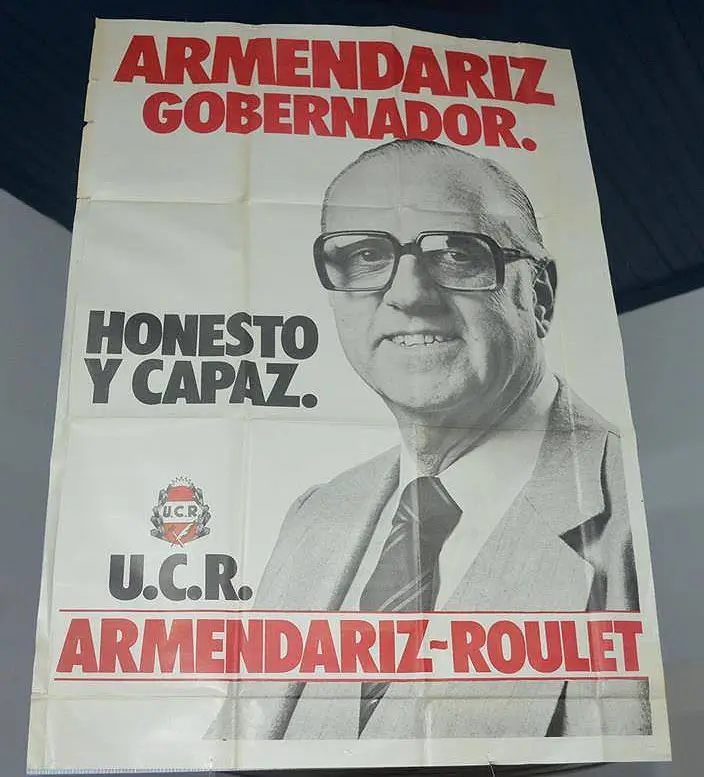 ARMENDARIZ
GOBERNADOR.
HONESTO
Y CAPAZ.
U.C.R
U.C.R.
ARMENDARIZ-ROULET